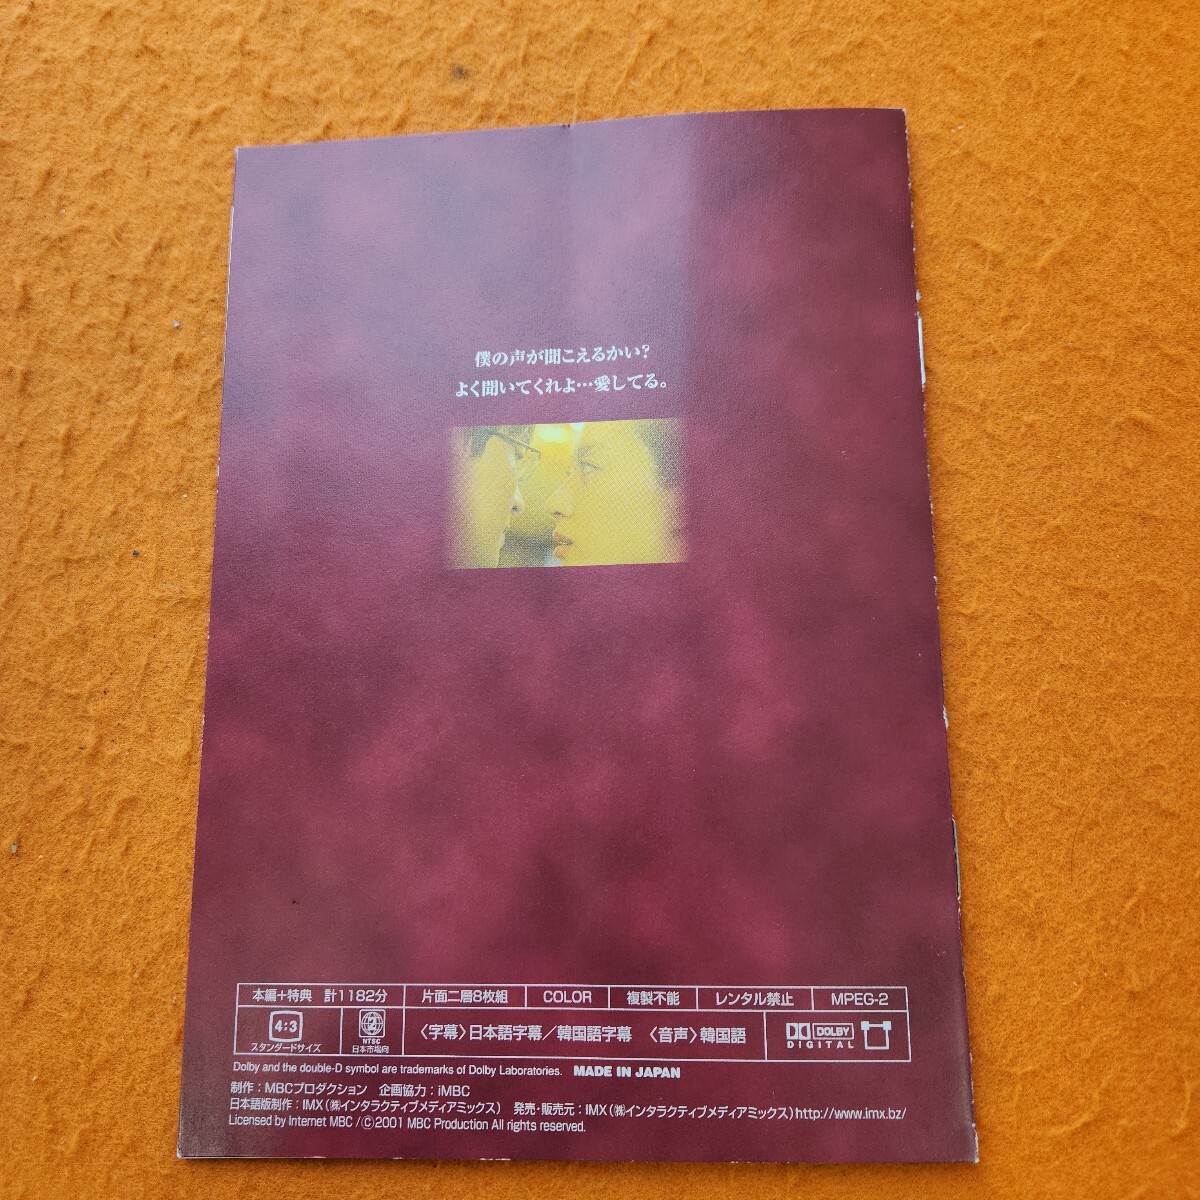 僕の声が聞こえるかい?
よく聞いてくれよ…愛してる。
本編+特典 計1182分 片面二層8枚組 COLOR 複製不能 レンタル禁止 MPEG-2
4:3 スタンダードサイズ 2 NTSC 日本市場向 〈字幕〉日本語字幕/韓国語字幕 〈音声〉韓国語 DOLBY DIGITAL
Dolby and the double-D symbol are trademarks of Dolby Laboratories. MADE IN JAPAN
制作:MBCプロダクション 企画協力:iMBC
日本語版制作:IMX(㈱インタラクティブメディアミックス) 発売・販売元:IMX(㈱インタラクティブメディアミックス)http://www.imx.bz/
Licensed by Internet MBC /Ⓒ2001 MBC Production All rights reserved.